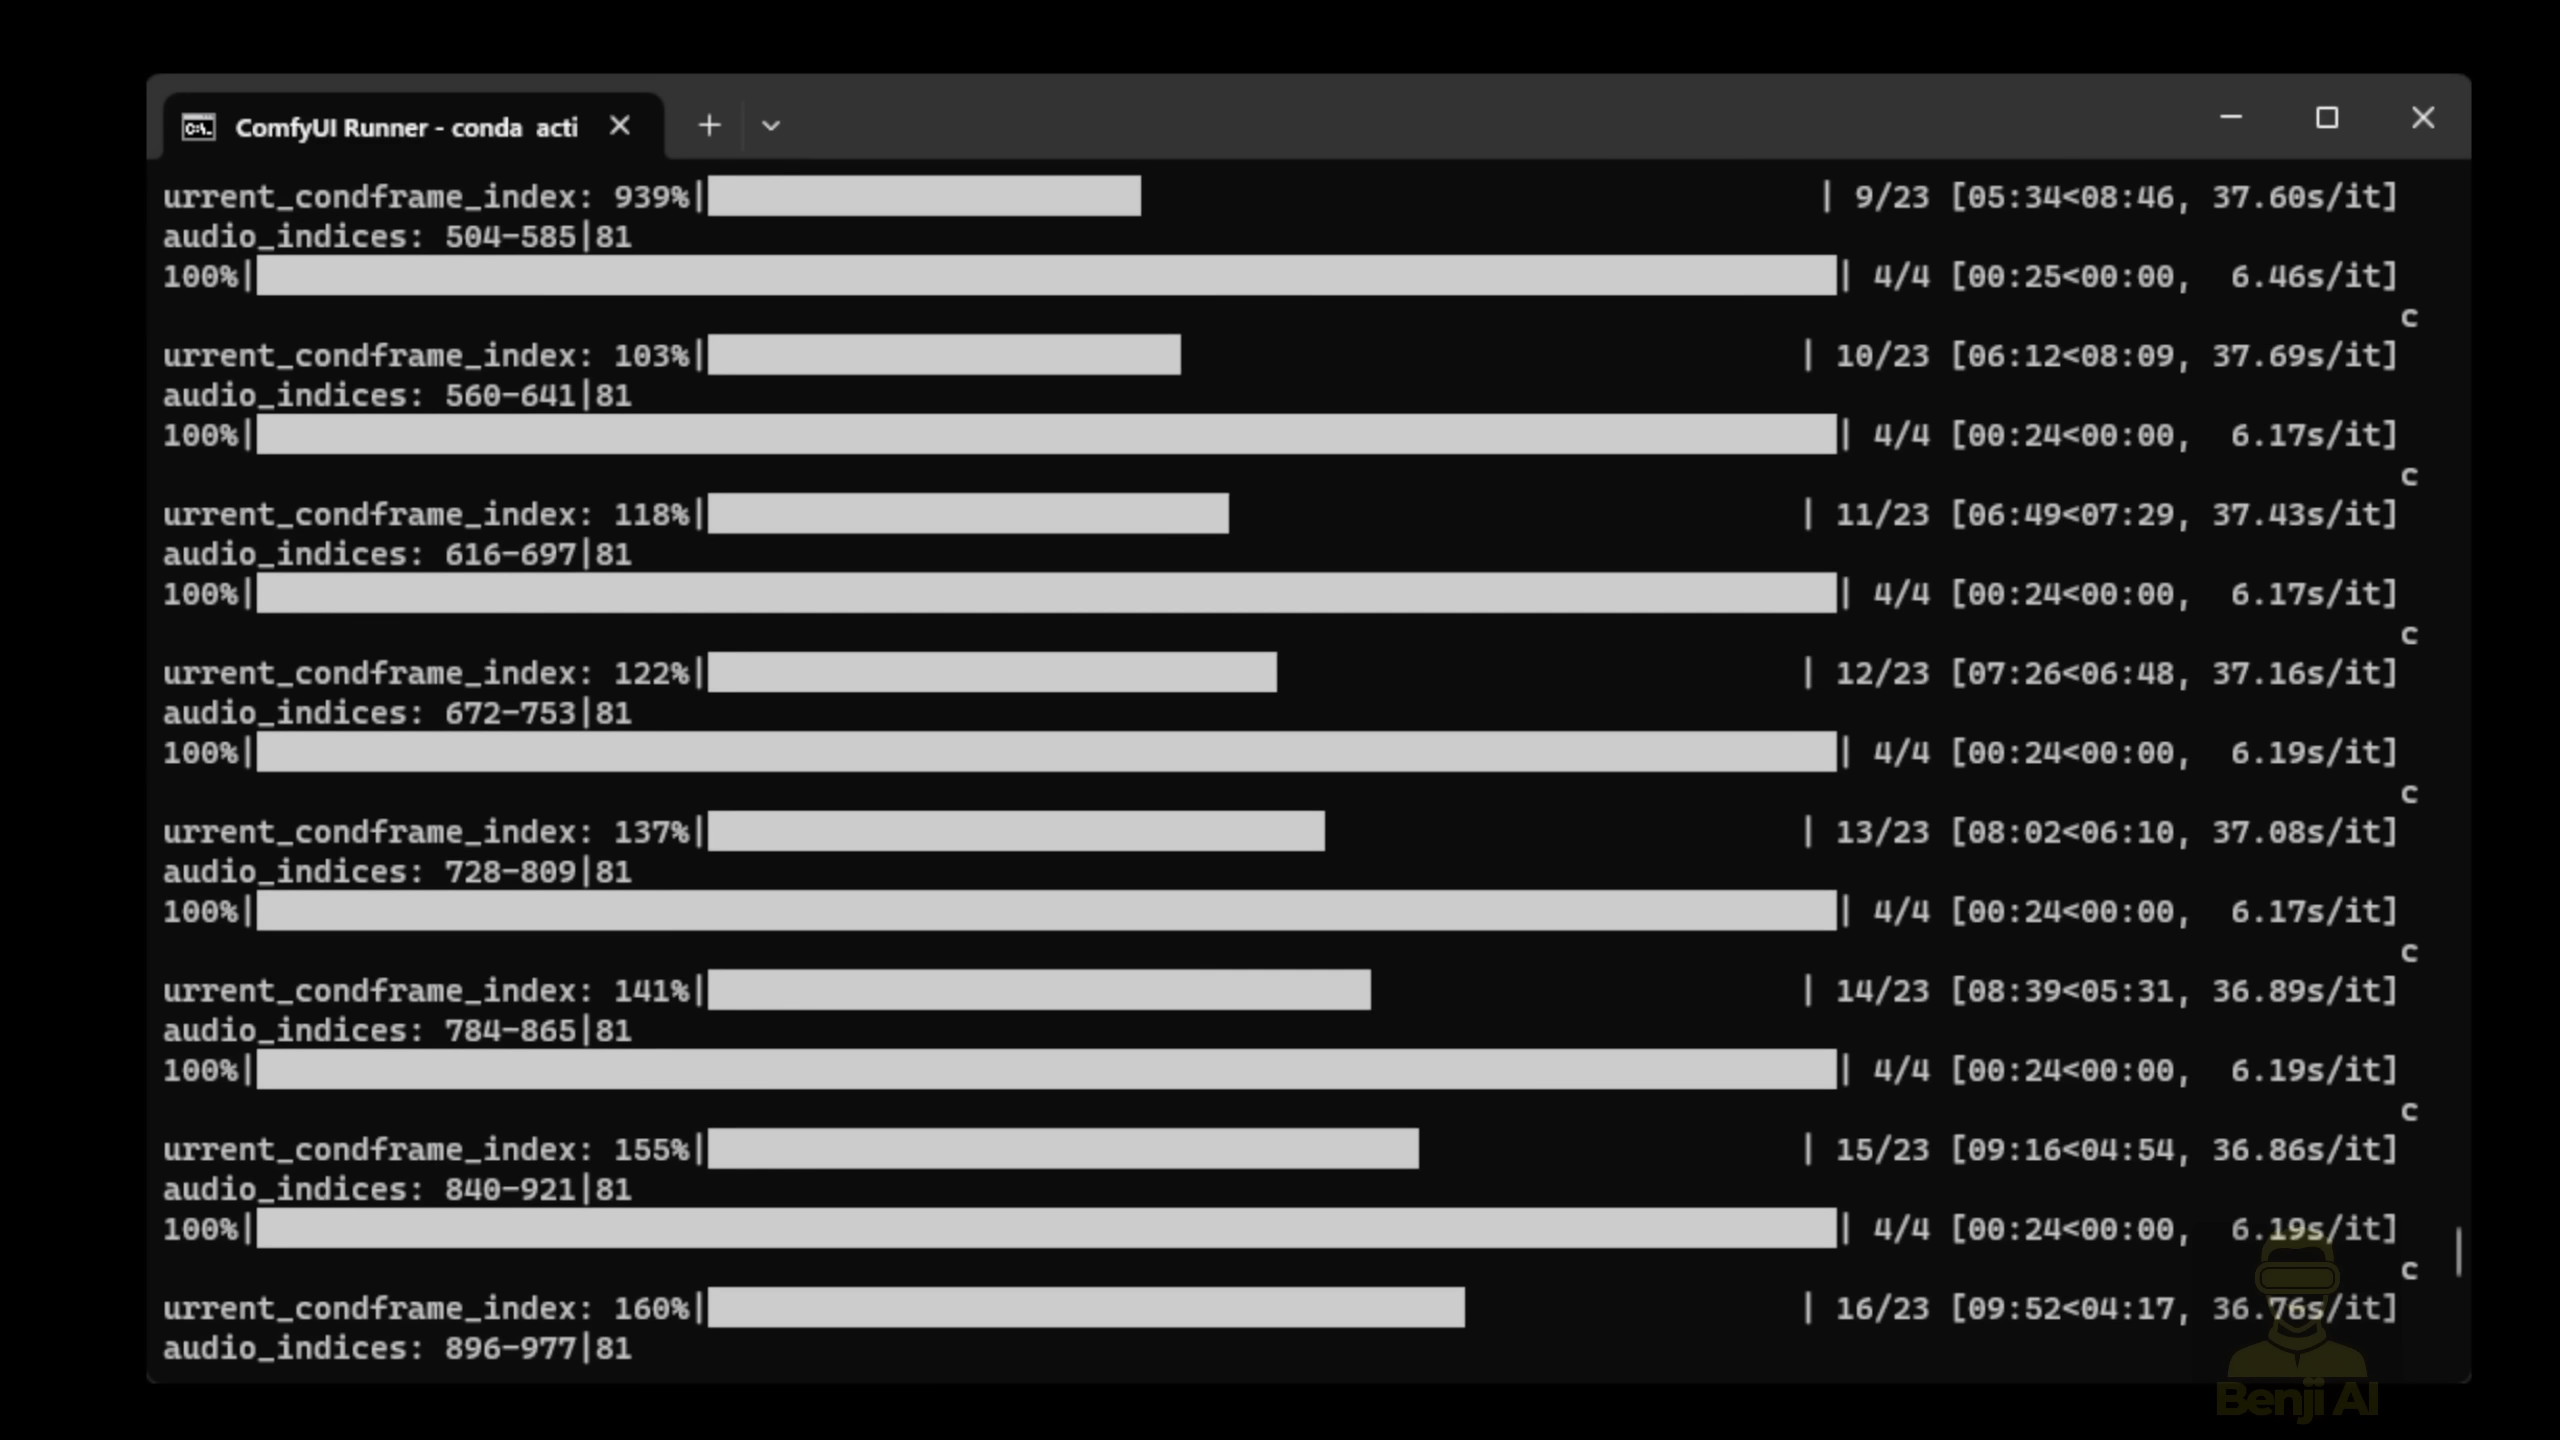 ComfyUI Runner - conda acti
urrent_condframe_index: 939%| | 9/23 [05:34<08:46, 37.60s/it]
audio_indices: 504-585|81
100%| | 4/4 [00:25<00:00, 6.46s/it]
c
urrent_condframe_index: 103%| | 10/23 [06:12<08:09, 37.69s/it]
audio_indices: 560-641|81
100%| | 4/4 [00:24<00:00, 6.17s/it]
c
urrent_condframe_index: 118%| | 11/23 [06:49<07:29, 37.43s/it]
audio_indices: 616-697|81
100%| | 4/4 [00:24<00:00, 6.17s/it]
c
urrent_condframe_index: 122%| | 12/23 [07:26<06:48, 37.16s/it]
audio_indices: 672-753|81
100%| | 4/4 [00:24<00:00, 6.19s/it]
c
urrent_condframe_index: 137%| | 13/23 [08:02<06:10, 37.08s/it]
audio_indices: 728-809|81
100%| | 4/4 [00:24<00:00, 6.17s/it]
c
urrent_condframe_index: 141%| | 14/23 [08:39<05:31, 36.89s/it]
audio_indices: 784-865|81
100%| | 4/4 [00:24<00:00, 6.19s/it]
c
urrent_condframe_index: 155%| | 15/23 [09:16<04:54, 36.86s/it]
audio_indices: 840-921|81
100%| | 4/4 [00:24<00:00, 6.19s/it]
c
urrent_condframe_index: 160%| | 16/23 [09:52<04:17, 36.76s/it]
audio_indices: 896-977|81
Benji AI